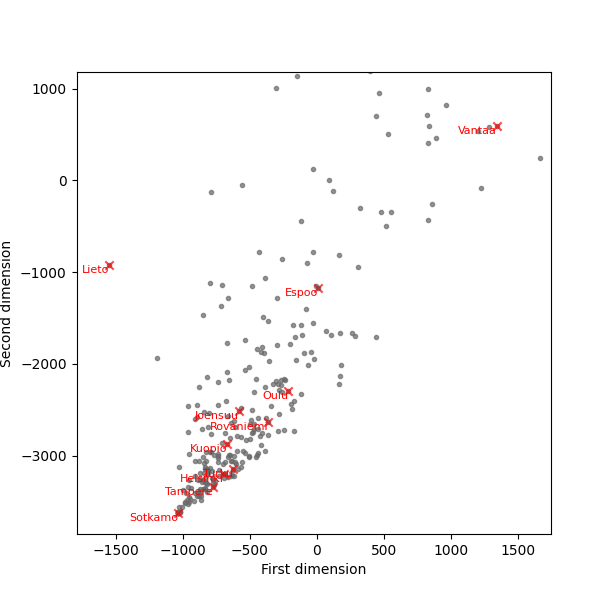 1000
0
−1000
−2000
−3000
Second dimension
Vantaa
Lieto
Espoo
Oulu
Joensuu
Rovaniemi
Kuopio
Tampere
Sotkamo
−1500
−1000
−500
0
500
1000
1500
First dimension